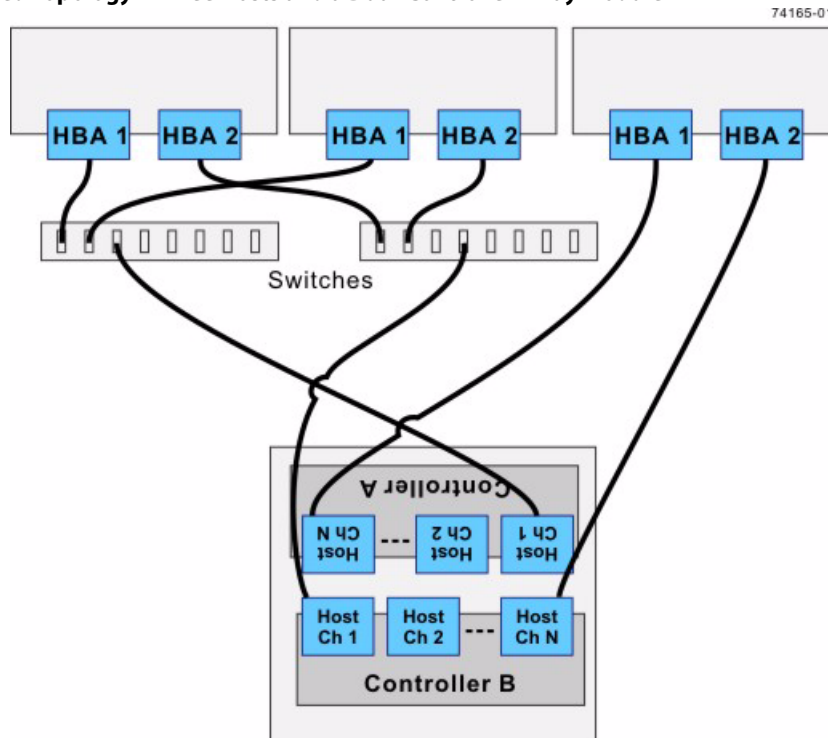 74165-01
HBA 1
HBA 2
HBA 1
HBA 2
HBA 1
HBA 2
Switches
Controller A
Host
Ch N
---
Host
Ch 2
Host
Ch 1
Host
Ch 1
Host
Ch 2
---
Host
Ch N
Controller B